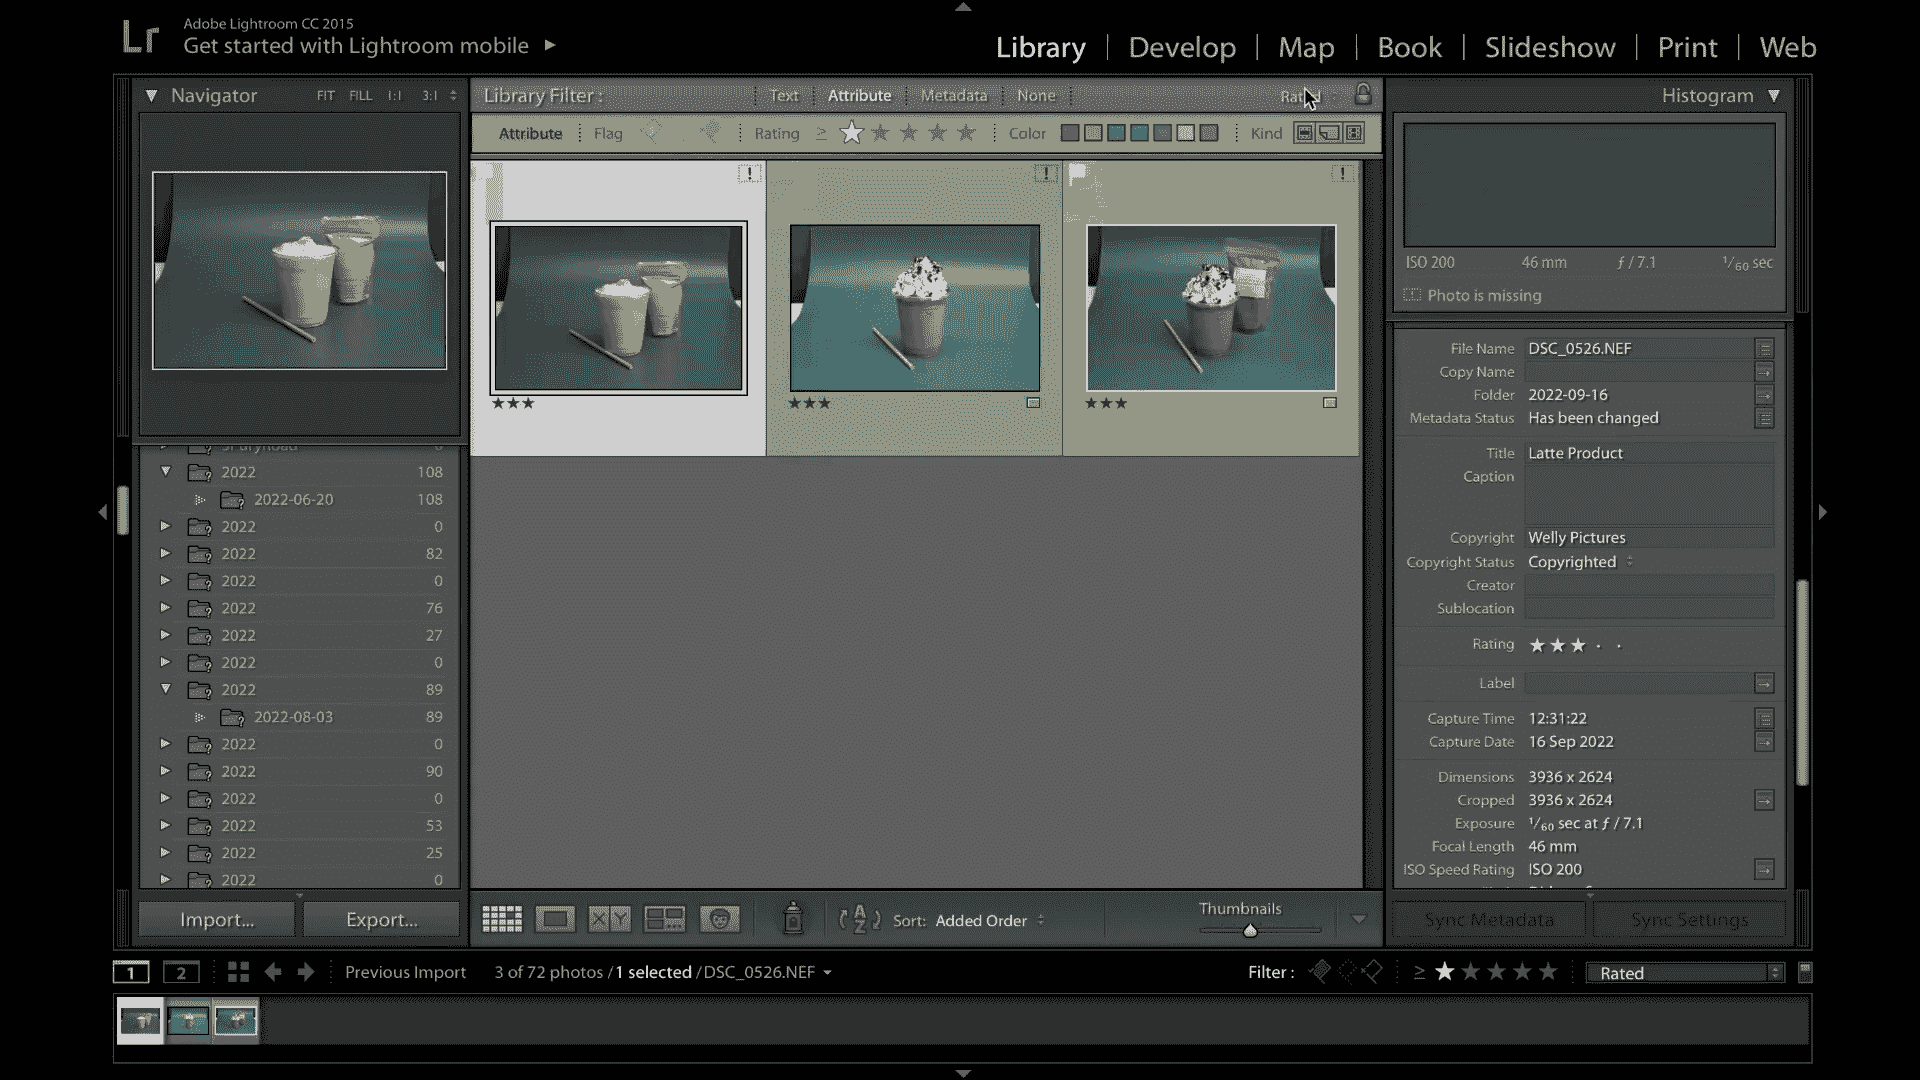 Lr
Adobe Lightroom CC 2015
Get started with Lightroom mobile
Library
Develop
Map
Book
Slideshow
Print
Web
Navigator
FIT
FILL
1:1
3:1
Library Filter :
Text
Attribute
Metadata
None
Histogram
Attribute
Flag
Rating
≥
Color
Kind
ISO 200
46 mm
ƒ / 7.1
1/60 sec
Photo is missing
2022 108
2022-06-20 108
2022 0
2022 82
2022 0
2022 76
2022 27
2022 0
2022 89
2022-08-03 89
2022 0
2022 90
2022 0
2022 53
2022 25
2022 0
Import...
Export...
File Name DSC_0526.NEF
Copy Name
Folder 2022-09-16
Metadata Status Has been changed
Title Latte Product
Caption
Copyright Welly Pictures
Copyright Status Copyrighted
Creator
Sublocation
Rating ★ ★ ★ · ·
Label
Capture Time 12:31:22
Capture Date 16 Sep 2022
Dimensions 3936 x 2624
Cropped 3936 x 2624
Exposure 1/60 sec at ƒ / 7.1
Focal Length 46 mm
ISO Speed Rating ISO 200
Sync Metadata
Sync Settings
X Y
A Z
Sort: Added Order
Thumbnails
1
2
Previous Import
3 of 72 photos / 1 selected / DSC_0526.NEF
Filter :
≥
Rated